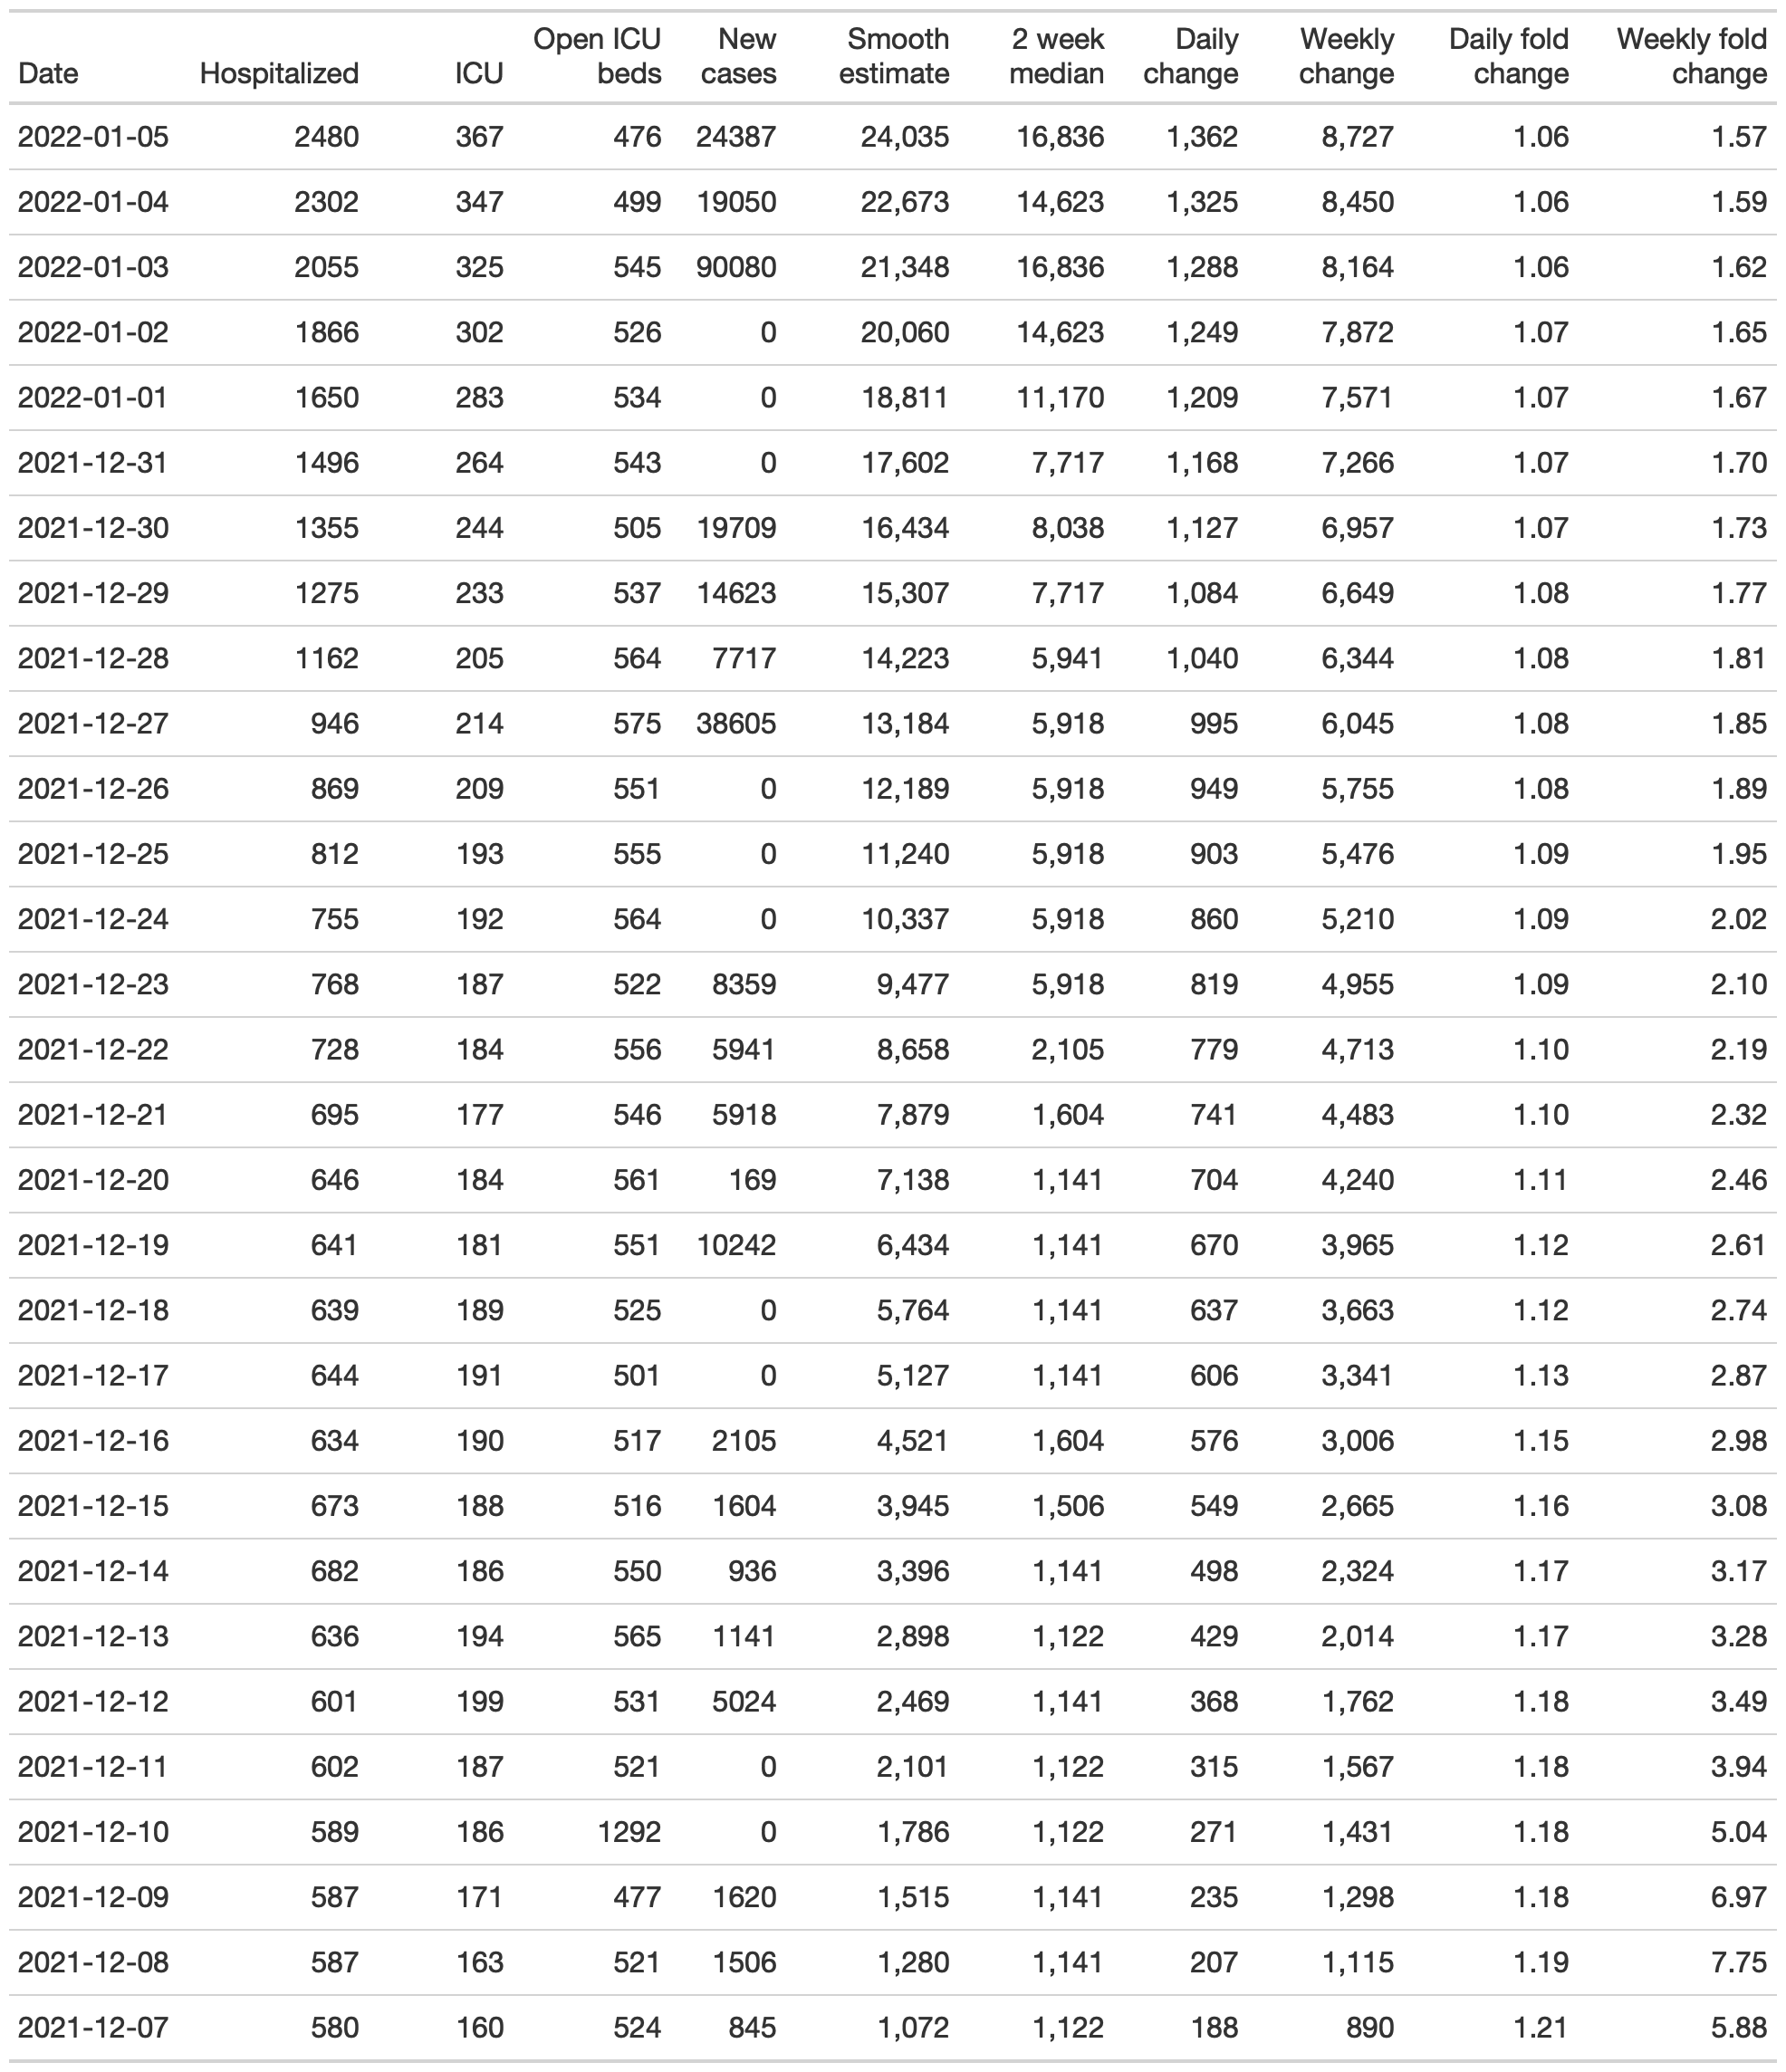 Date Hospitalized ICU Open ICU beds New cases Smooth estimate 2 week median Daily change Weekly change Daily fold change Weekly fold change
2022-01-05 2480 367 476 24387 24,035 16,836 1,362 8,727 1.06 1.57
2022-01-04 2302 347 499 19050 22,673 14,623 1,325 8,450 1.06 1.59
2022-01-03 2055 325 545 90080 21,348 16,836 1,288 8,164 1.06 1.62
2022-01-02 1866 302 526 0 20,060 14,623 1,249 7,872 1.07 1.65
2022-01-01 1650 283 534 0 18,811 11,170 1,209 7,571 1.07 1.67
2021-12-31 1496 264 543 0 17,602 7,717 1,168 7,266 1.07 1.70
2021-12-30 1355 244 505 19709 16,434 8,038 1,127 6,957 1.07 1.73
2021-12-29 1275 233 537 14623 15,307 7,717 1,084 6,649 1.08 1.77
2021-12-28 1162 205 564 7717 14,223 5,941 1,040 6,344 1.08 1.81
2021-12-27 946 214 575 38605 13,184 5,918 995 6,045 1.08 1.85
2021-12-26 869 209 551 0 12,189 5,918 949 5,755 1.08 1.89
2021-12-25 812 193 555 0 11,240 5,918 903 5,476 1.09 1.95
2021-12-24 755 192 564 0 10,337 5,918 860 5,210 1.09 2.02
2021-12-23 768 187 522 8359 9,477 5,918 819 4,955 1.09 2.10
2021-12-22 728 184 556 5941 8,658 2,105 779 4,713 1.10 2.19
2021-12-21 695 177 546 5918 7,879 1,604 741 4,483 1.10 2.32
2021-12-20 646 184 561 169 7,138 1,141 704 4,240 1.11 2.46
2021-12-19 641 181 551 10242 6,434 1,141 670 3,965 1.12 2.61
2021-12-18 639 189 525 0 5,764 1,141 637 3,663 1.12 2.74
2021-12-17 644 191 501 0 5,127 1,141 606 3,341 1.13 2.87
2021-12-16 634 190 517 2105 4,521 1,604 576 3,006 1.15 2.98
2021-12-15 673 188 516 1604 3,945 1,506 549 2,665 1.16 3.08
2021-12-14 682 186 550 936 3,396 1,141 498 2,324 1.17 3.17
2021-12-13 636 194 565 1141 2,898 1,122 429 2,014 1.17 3.28
2021-12-12 601 199 531 5024 2,469 1,141 368 1,762 1.18 3.49
2021-12-11 602 187 521 0 2,101 1,122 315 1,567 1.18 3.94
2021-12-10 589 186 1292 0 1,786 1,122 271 1,431 1.18 5.04
2021-12-09 587 171 477 1620 1,515 1,141 235 1,298 1.18 6.97
2021-12-08 587 163 521 1506 1,280 1,141 207 1,115 1.19 7.75
2021-12-07 580 160 524 845 1,072 1,122 188 890 1.21 5.88